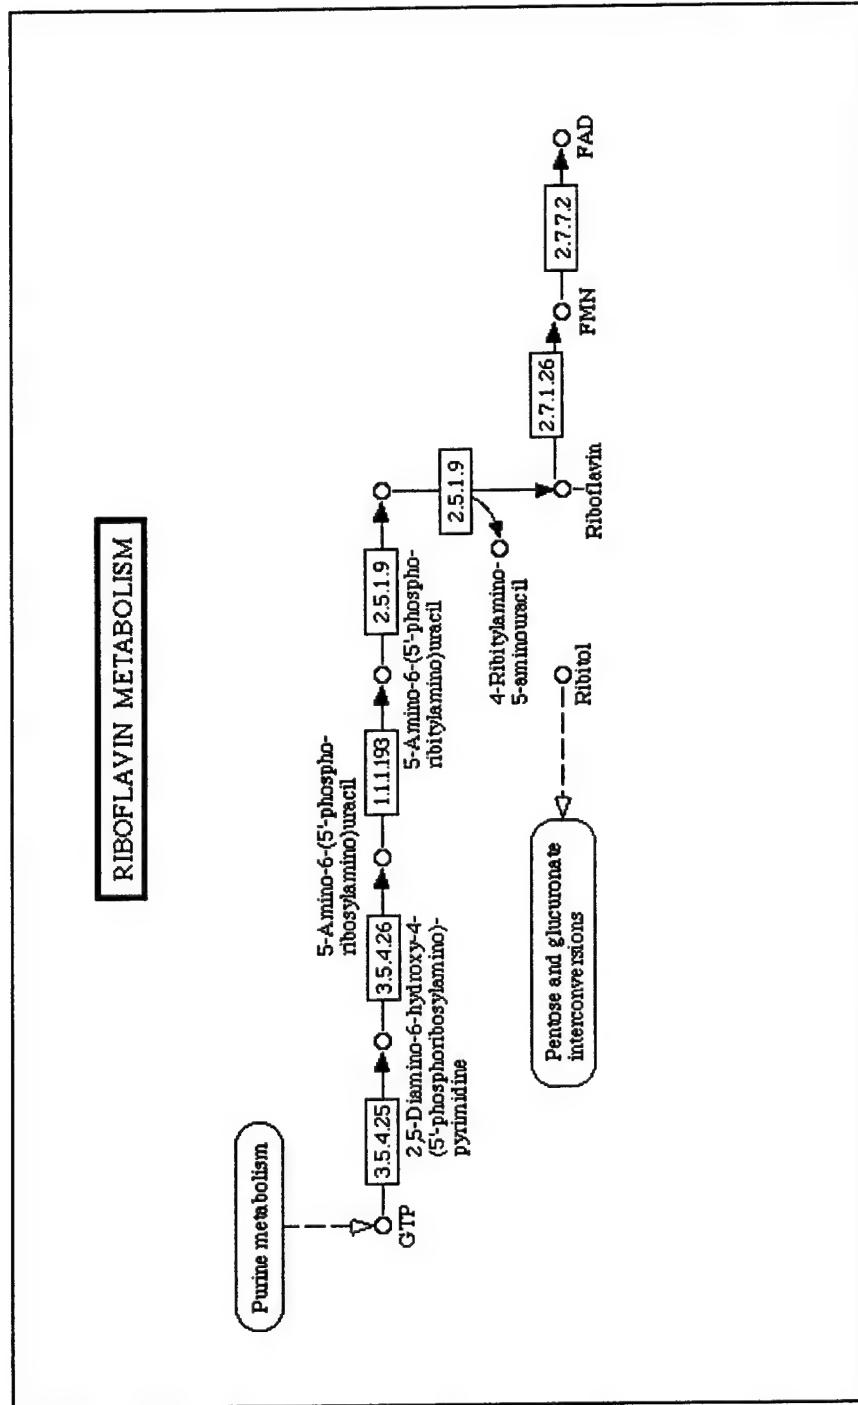 RIBOFLAVIN METABOLISM
Purine metabolism
GTP
3.5.4.25
2,5-Diamino-6-hydroxy-4-
(5'-phosphoribosylamino)-
pyrimidine
3.5.4.26
5-Amino-6-(5'-phospho-
ribosylamino)uracil
1.1.1.193
5-Amino-6-(5'-phospho-
ribitylamino)uracil
2.5.1.9
2.5.1.9
4-Ribitylamino-
5-aminouracil
Riboflavin
2.7.1.26
FMN
2.7.7.2
FAD
Ribitol
Pentose and glucuronate
interconversions